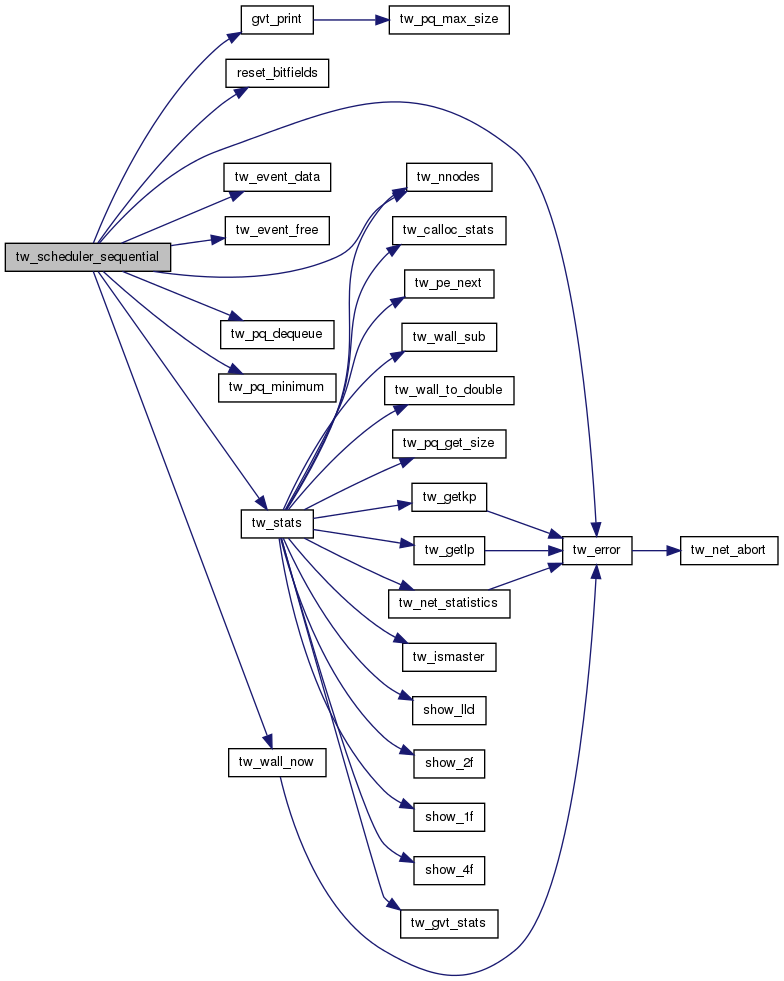 gvt_print
tw_pq_max_size
reset_bitfields
tw_event_data
tw_nnodes
tw_event_free
tw_calloc_stats
tw_scheduler_sequential
tw_pe_next
tw_pq_dequeue
tw_wall_sub
tw_pq_minimum
tw_wall_to_double
tw_pq_get_size
tw_getkp
tw_stats
tw_getlp
tw_error
tw_net_abort
tw_net_statistics
tw_ismaster
show_lld
tw_wall_now
show_2f
show_1f
show_4f
tw_gvt_stats